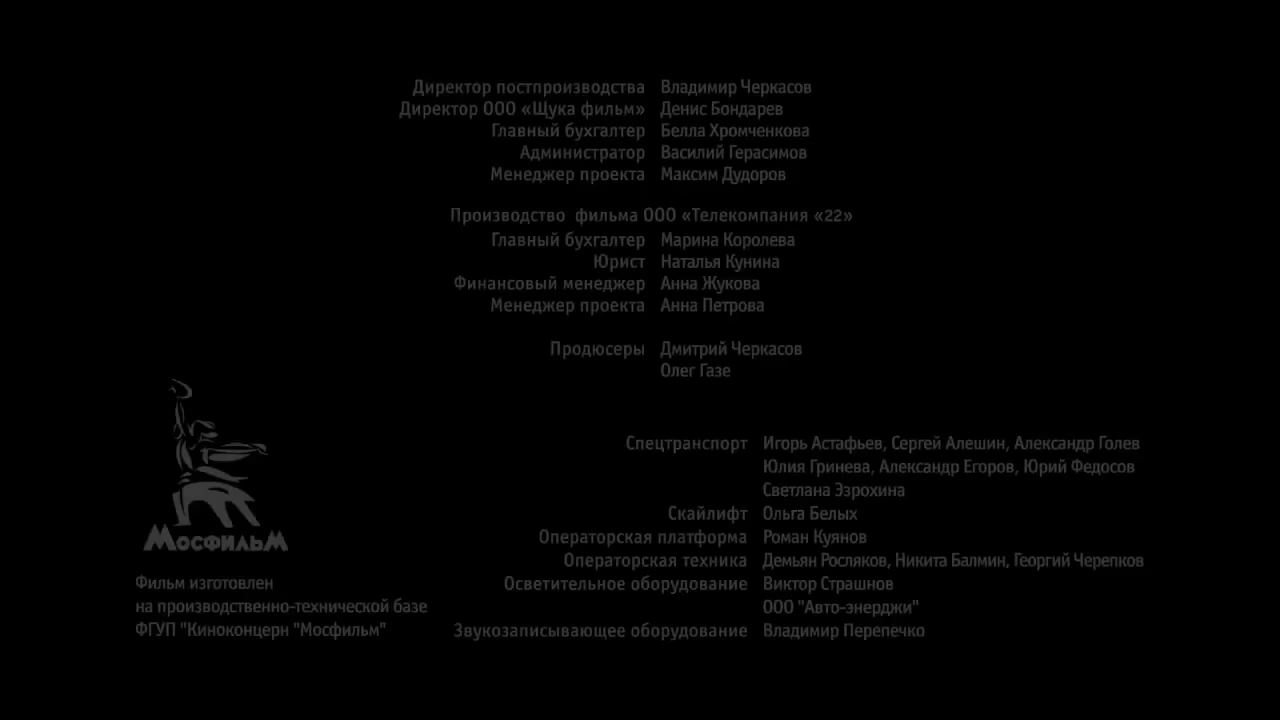 Директор постпроизводства Владимир Черкасов
Директор ООО «Щука фильм» Денис Бондарев
Главный бухгалтер Белла Хромченкова
Администратор Василий Герасимов
Менеджер проекта Максим Дудоров
Производство фильма ООО «Телекомпания «22»
Главный бухгалтер Марина Королева
Юрист Наталья Кунина
Финансовый менеджер Анна Жукова
Менеджер проекта Анна Петрова
Продюсеры Дмитрий Черкасов
Олег Газе
Спецтранспорт Игорь Астафьев, Сергей Алешин, Александр Голев
Юлия Гринева, Александр Егоров, Юрий Федосов
Светлана Эзрохина
Скайлифт Ольга Белых
Операторская платформа Роман Куянов
Операторская техника Демьян Росляков, Никита Балмин, Георгий Черепков
Осветительное оборудование Виктор Страшнов
ООО "Авто-энерджи"
Звукозаписывающее оборудование Владимир Перепечко
МОСФИЛЬМ
Фильм изготовлен
на производственно-технической базе
ФГУП "Киноконцерн "Мосфильм"